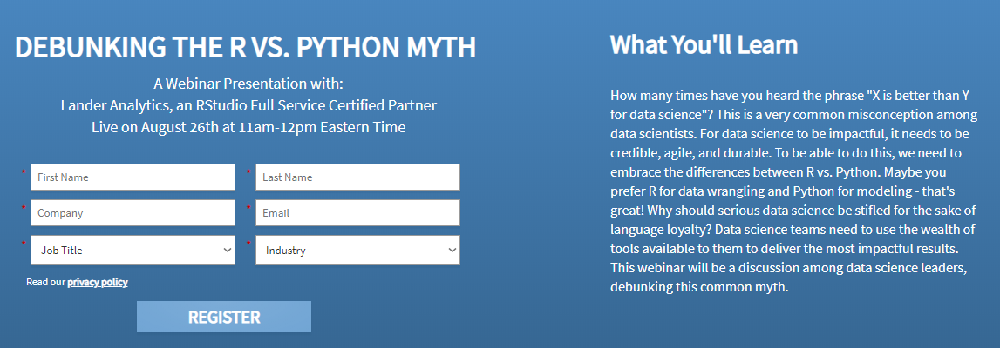 DEBUNKING THE R VS. PYTHON MYTH
A Webinar Presentation with:
Lander Analytics, an RStudio Full Service Certified Partner
Live on August 26th at 11am-12pm Eastern Time
* First Name
* Last Name
* Company
* Email
* Job Title
* Industry
Read our privacy policy
REGISTER
What You'll Learn
How many times have you heard the phrase "X is better than Y
for data science"? This is a very common misconception among
data scientists. For data science to be impactful, it needs to be
credible, agile, and durable. To be able to do this, we need to
embrace the differences between R vs. Python. Maybe you
prefer R for data wrangling and Python for modeling - that's
great! Why should serious data science be stifled for the sake of
language loyalty? Data science teams need to use the wealth of
tools available to them to deliver the most impactful results.
This webinar will be a discussion among data science leaders,
debunking this common myth.